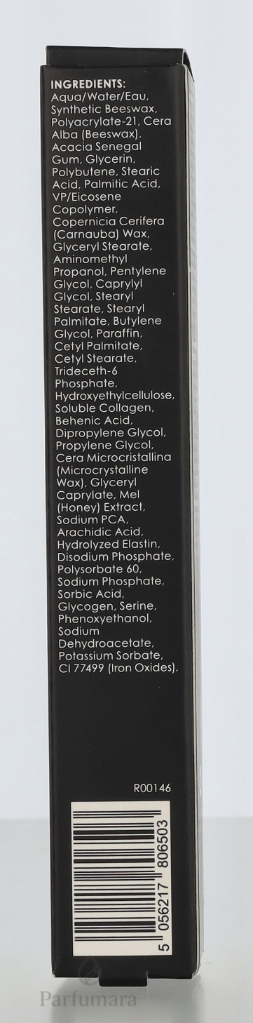 INGREDIENTS:
Aqua/Water/Eau,
Synthetic Beeswax,
Polyacrylate-21, Cera
Alba (Beeswax),
Acacia Senegal
Gum, Glycerin,
Polybutene, Stearic
Acid, Palmitic Acid,
VP/Eicosene
Copolymer,
Copernicia Cerifera
(Carnauba) Wax,
Glyceryl Stearate,
Aminomethyl
Propanol, Pentylene
Glycol, Caprylyl
Glycol, Stearyl
Stearate, Stearyl
Palmitate, Butylene
Glycol, Paraffin,
Cetyl Palmitate,
Cetyl Stearate,
Trideceth-6
Phosphate,
Hydroxyethylcellulose,
Soluble Collagen,
Behenic Acid,
Dipropylene Glycol,
Propylene Glycol,
Cera Microcristallina
(Microcrystalline
Wax), Glyceryl
Caprylate, Mel
(Honey) Extract,
Sodium PCA,
Arachidic Acid,
Hydrolyzed Elastin,
Disodium Phosphate,
Polysorbate 60,
Sodium Phosphate,
Sorbic Acid,
Glycogen, Serine,
Phenoxyethanol,
Sodium
Dehydroacetate,
Potassium Sorbate,
CI 77499 (Iron Oxides).
R00146
5 056217 806503
Parfumara